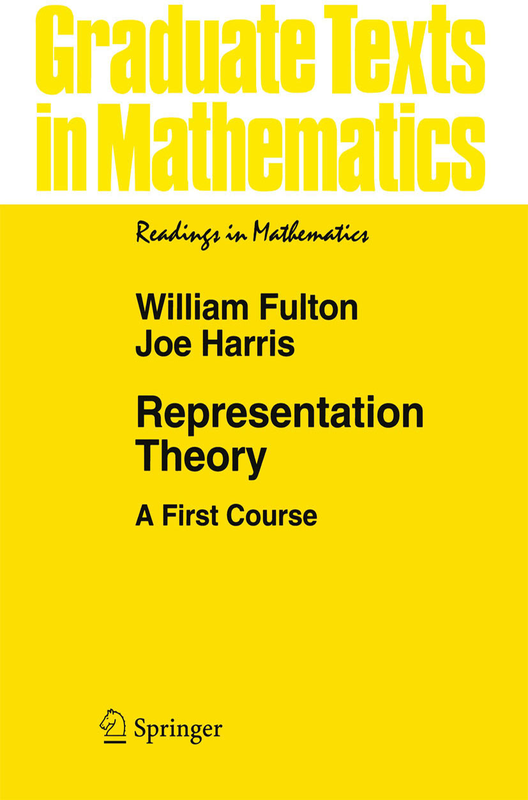 Graduate Texts
in Mathematics
Readings in Mathematics
William Fulton
Joe Harris
Representation
Theory
A First Course
Springer